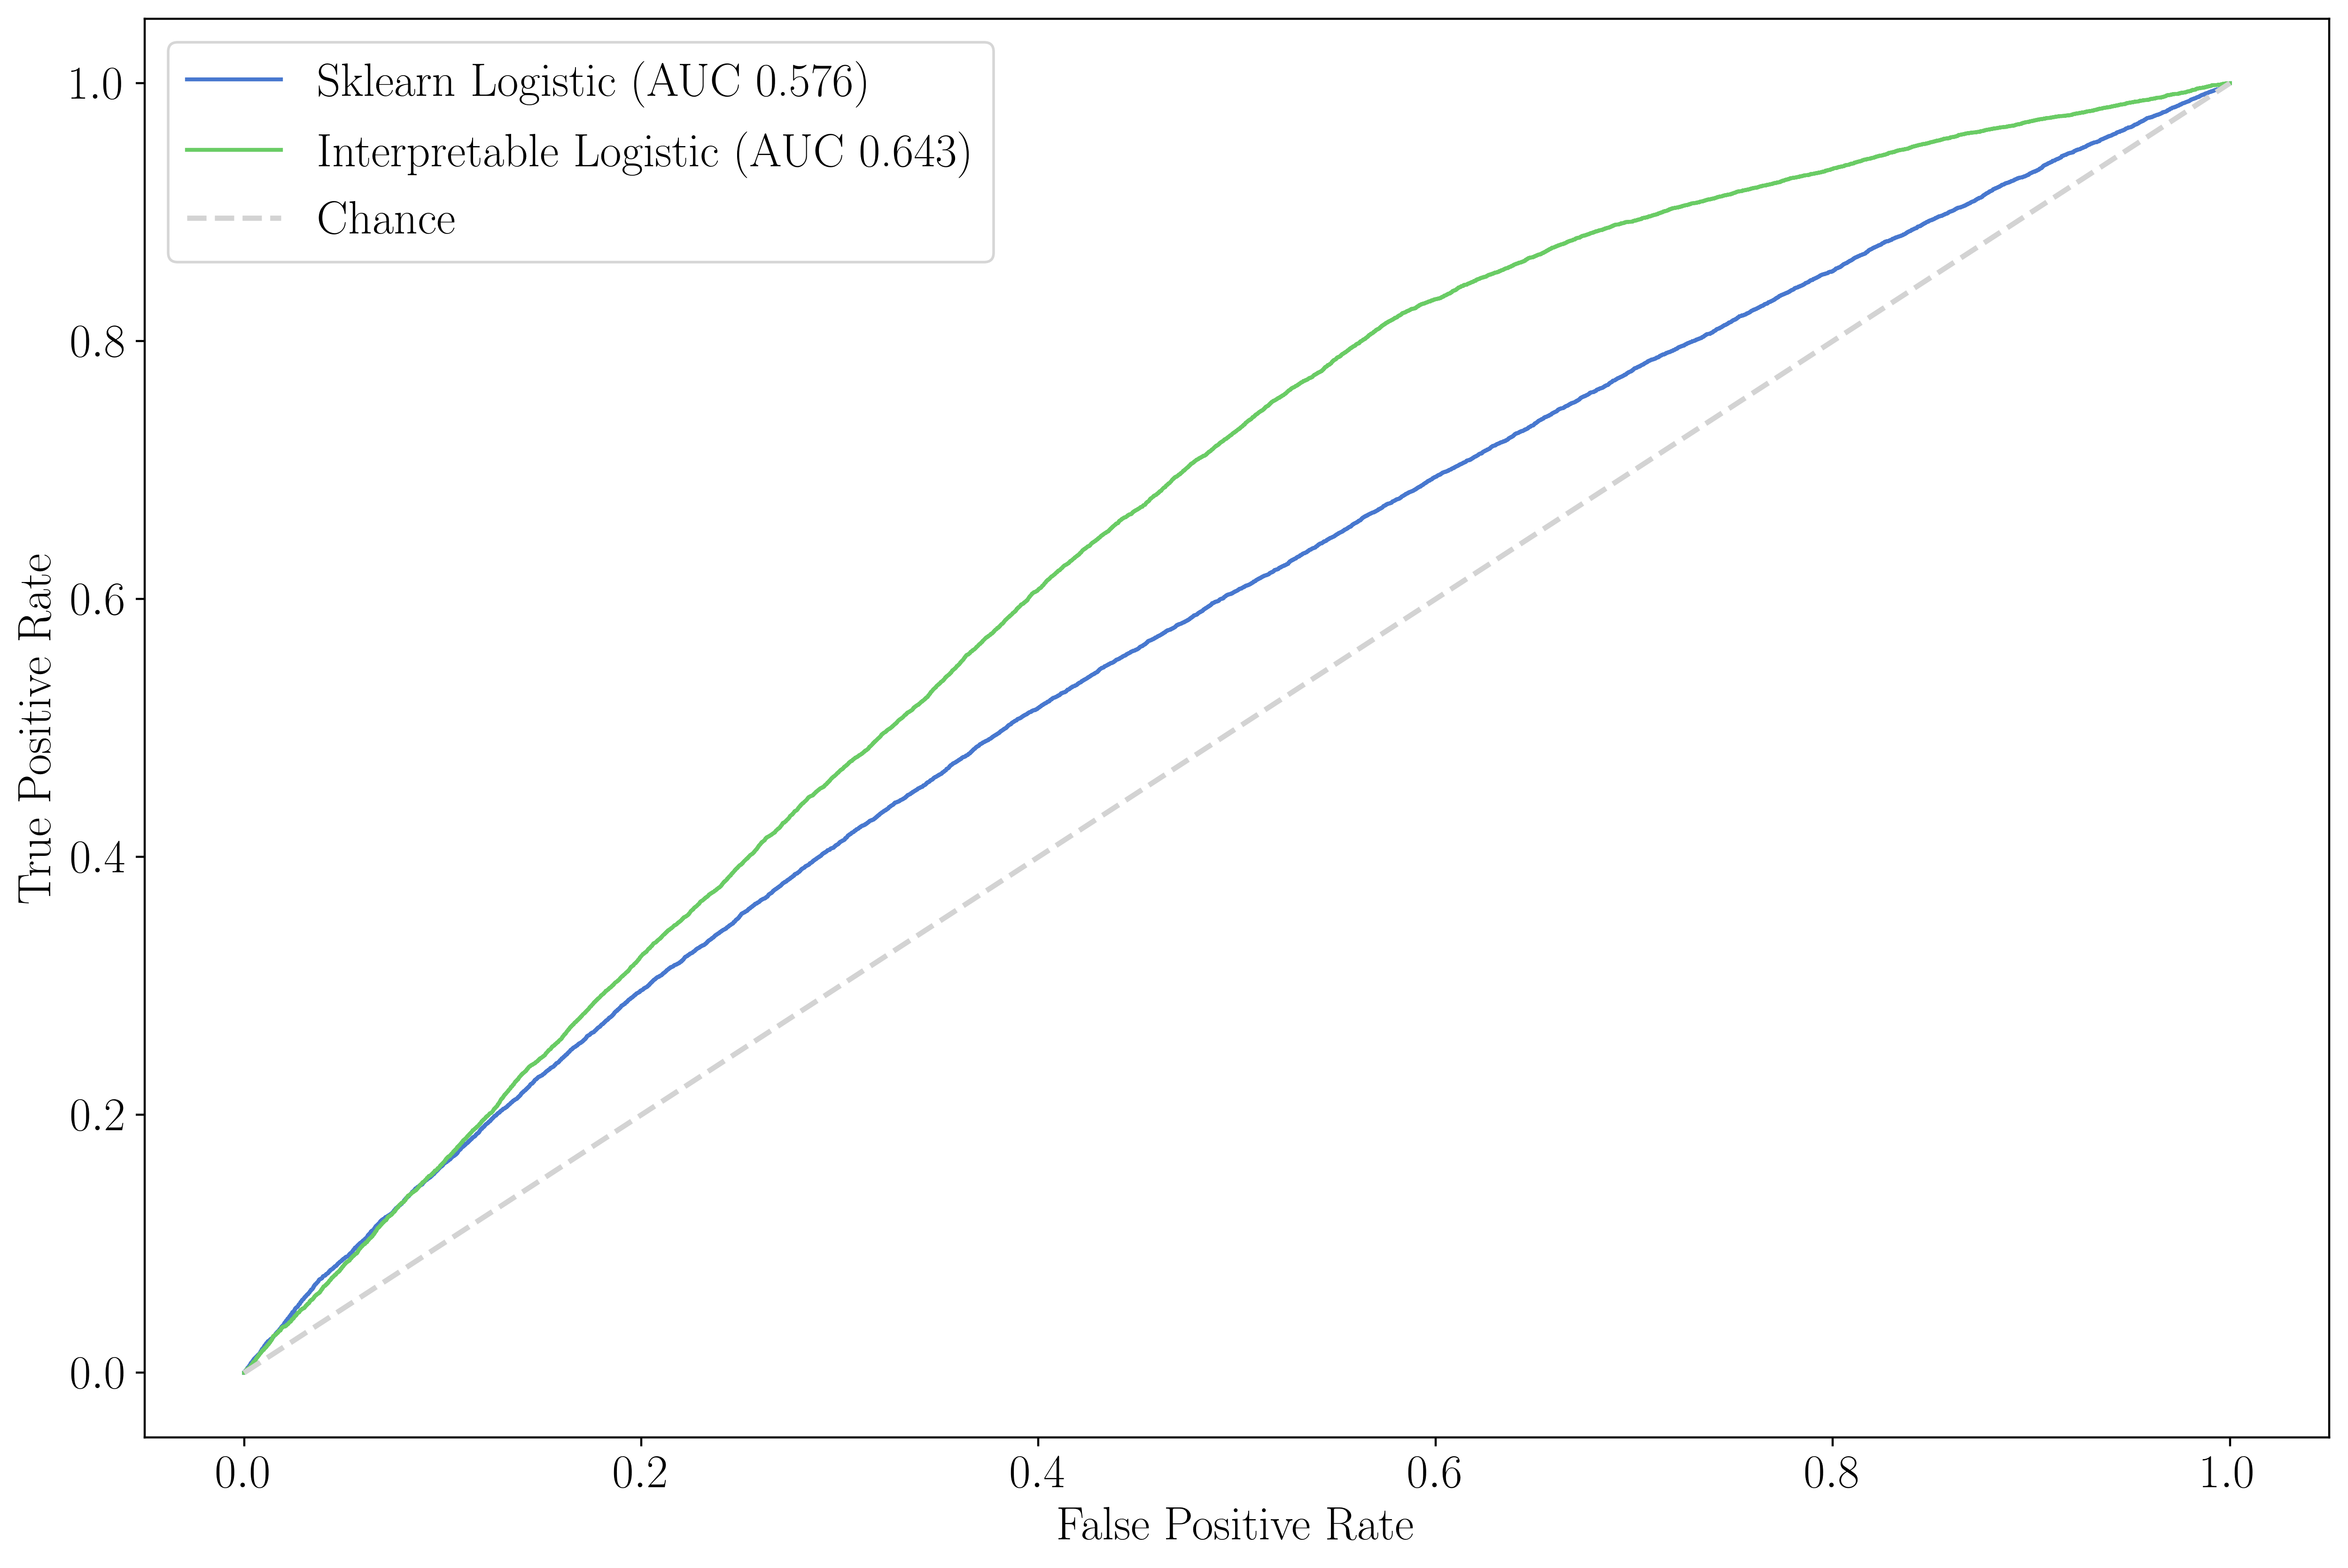 Sklearn Logistic (AUC 0.576)
Interpretable Logistic (AUC 0.643)
Chance
True Positive Rate
1.0
0.8
0.6
0.4
0.2
0.0
0.0 0.2 0.4 0.6 0.8 1.0
False Positive Rate